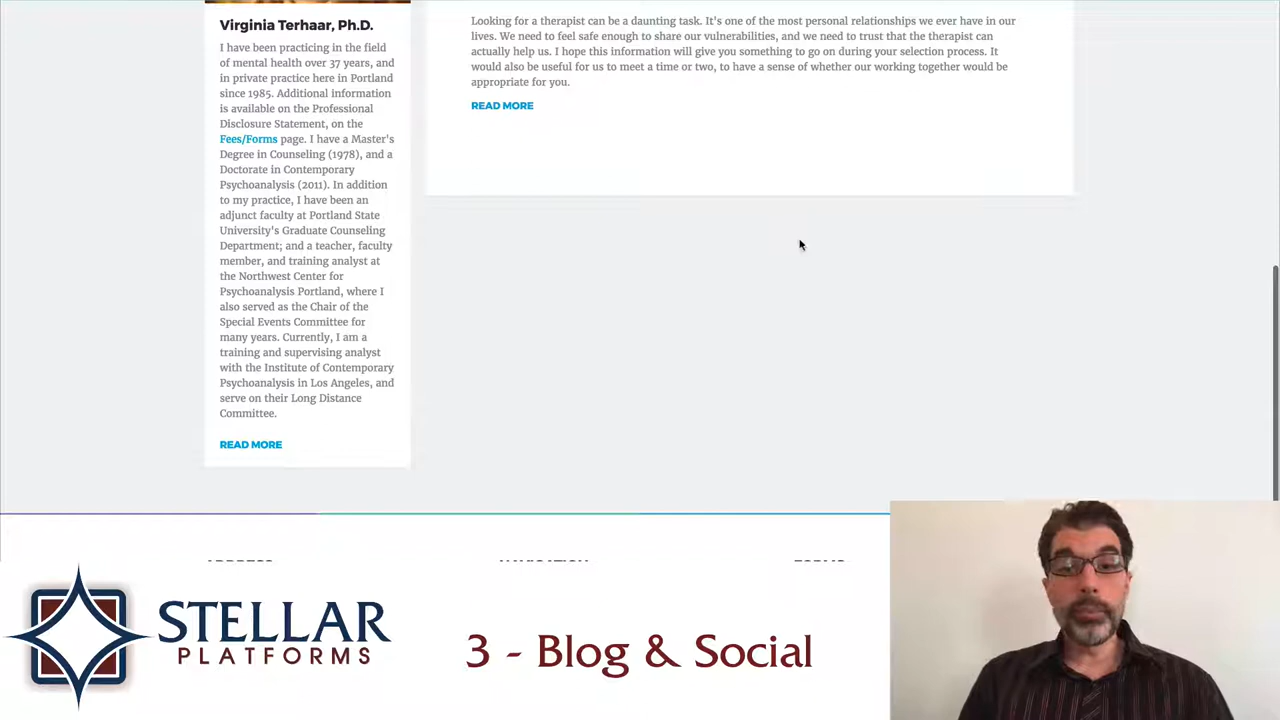 Virginia Terhaar, Ph.D.
I have been practicing in the field
of mental health over 37 years, and
in private practice here in Portland
since 1985. Additional information
is available on the Professional
Disclosure Statement, on the
Fees/Forms page. I have a Master's
Degree in Counseling (1978), and a
Doctorate in Contemporary
Psychoanalysis (2011). In addition
to my practice, I have been an
adjunct faculty at Portland State
University's Graduate Counseling
Department; and a teacher, faculty
member, and training analyst at
the Northwest Center for
Psychoanalysis Portland, where I
also served as the Chair of the
Special Events Committee for
many years. Currently, I am a
training and supervising analyst
with the Institute of Contemporary
Psychoanalysis in Los Angeles, and
serve on their Long Distance
Committee.
READ MORE
Looking for a therapist can be a daunting task. It's one of the most personal relationships we ever have in our
lives. We need to feel safe enough to share our vulnerabilities, and we need to trust that the therapist can
actually help us. I hope this information will give you something to go on during your selection process. It
would also be useful for us to meet a time or two, to have a sense of whether our working together would be
appropriate for you.
READ MORE
STELLAR
PLATFORMS
3 - Blog & Social